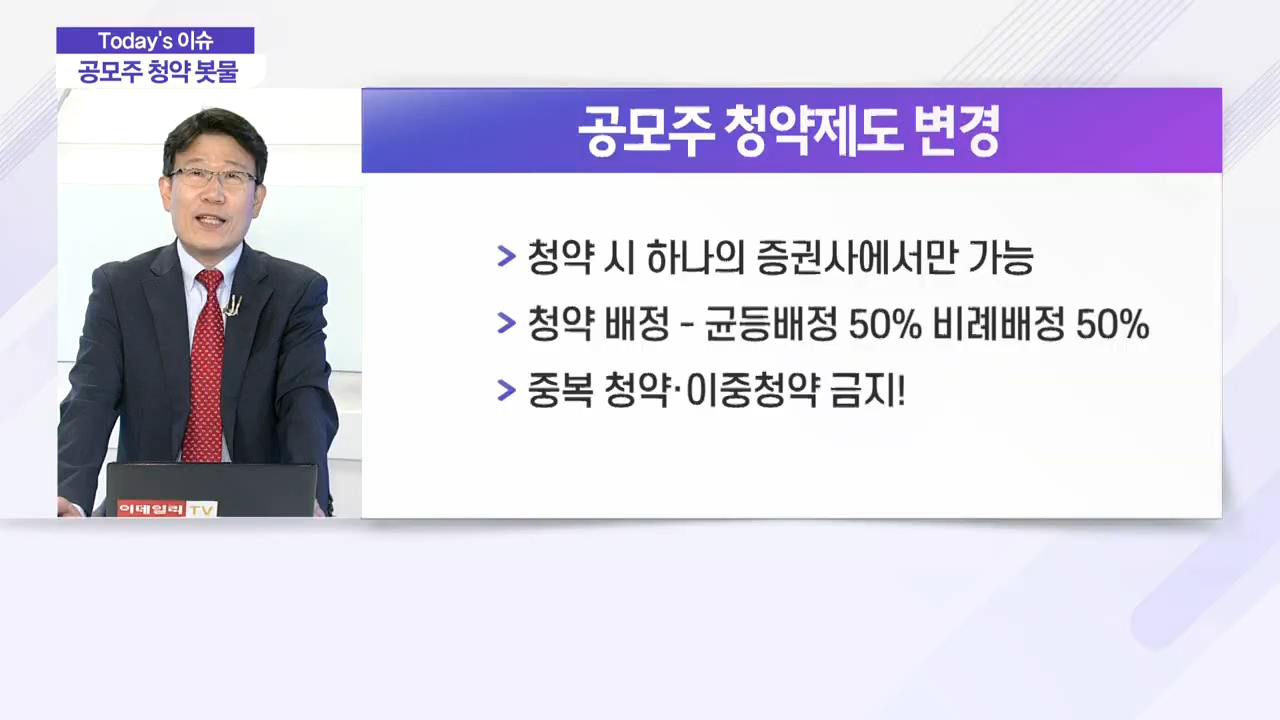 Today's 이슈
공모주 청약 봇물
공모주 청약제도 변경
> 청약 시 하나의 증권사에서만 가능
> 청약 배정 - 균등배정 50% 비례배정 50%
> 중복 청약·이중청약 금지!
이데일리 TV